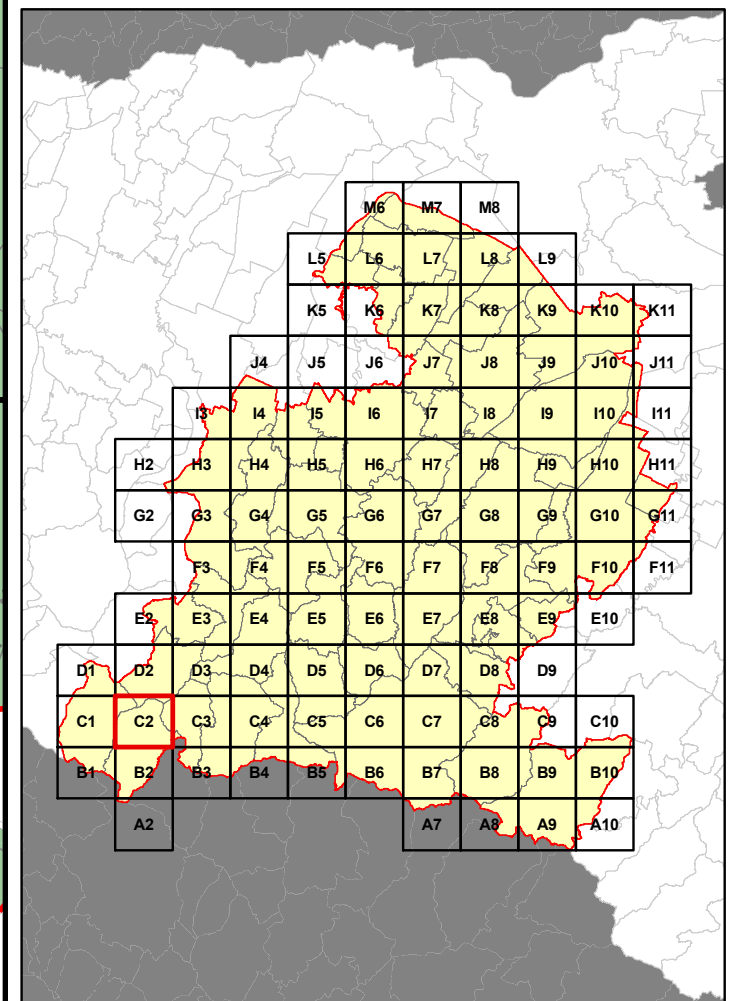 M6 M7 M8
L5 L6 L7 L8 L9
K5 K6 K7 K8 K9 K10 K11
J4 J5 J6 J7 J8 J9 J10 J11
I3 I4 I5 I6 I7 I8 I9 I10 I11
H2 H3 H4 H5 H6 H7 H8 H9 H10 H11
G2 G3 G4 G5 G6 G7 G8 G9 G10 G11
F3 F4 F5 F6 F7 F8 F9 F10 F11
E2 E3 E4 E5 E6 E7 E8 E9 E10
D1 D2 D3 D4 D5 D6 D7 D8 D9
C1 C2 C3 C4 C5 C6 C7 C8 C9 C10
B1 B2 B3 B4 B5 B6 B7 B8 B9 B10
A2 A7 A8 A9 A10